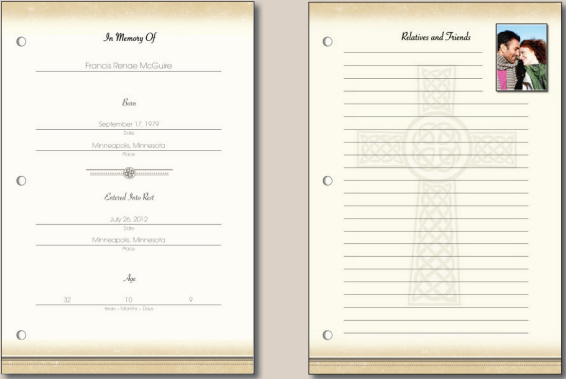 In Memory Of
Francis Renae McGuire
Born
September 17, 1979
Date
Minneapolis, Minnesota
Place
Entered Into Rest
July 26, 2012
Date
Minneapolis, Minnesota
Place
Age
32 10 9
Years - Months - Days
Relatives and Friends